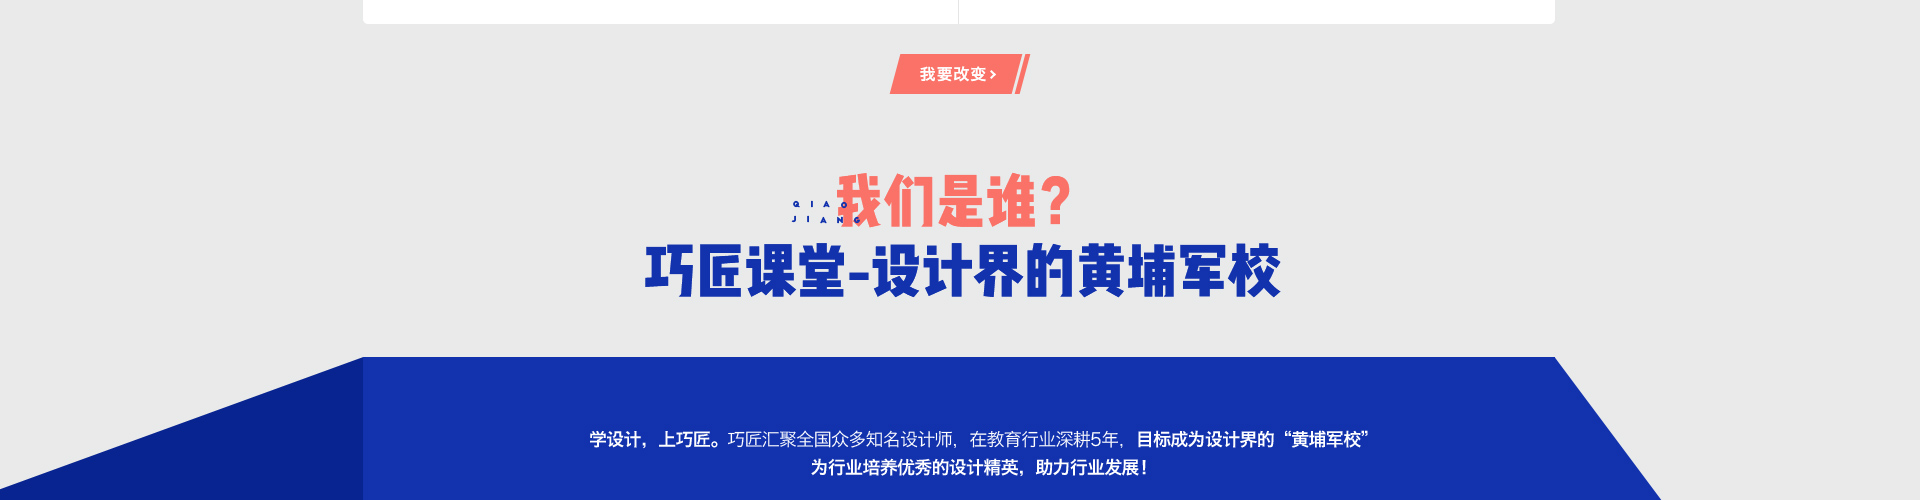 我要改变>
我们是谁?
QIAO
JIANG
巧匠课堂-设计界的黄埔军校
学设计，上巧匠。巧匠汇聚全国众多知名设计师，在教育行业深耕5年，目标成为设计界的“黄埔军校”
为行业培养优秀的设计精英，助力行业发展！